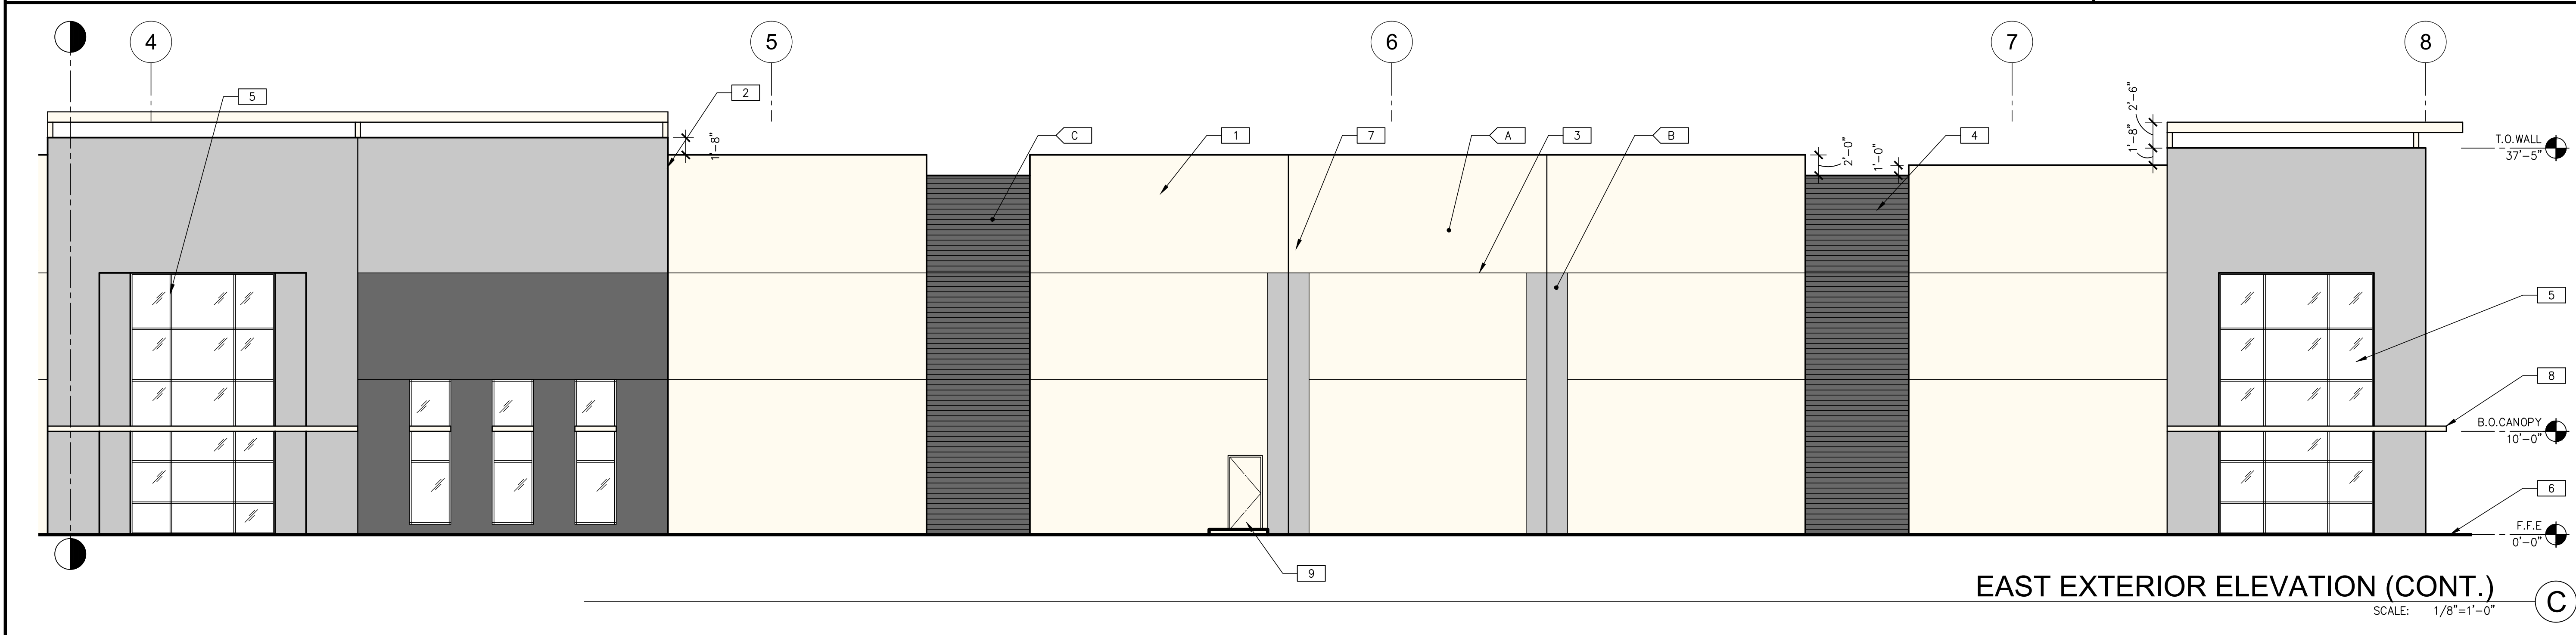 4
5
6
7
8
5
2
1'-8"
C
1
7
A
3
B
2'-0"
1'-0"
4
2'-6"
1'-8"
T.O.WALL
37'-5"
5
8
B.O.CANOPY
10'-0"
6
F.F.E
0'-0"
9
EAST EXTERIOR ELEVATION (CONT.)
SCALE: 1/8"=1'-0"
C